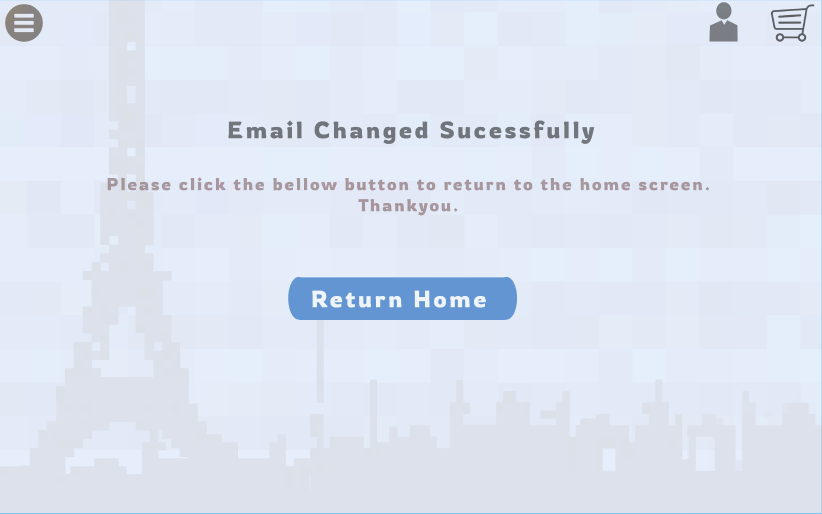 Email Changed Sucessfully
Please click the bellow button to return to the home screen.
Thankyou.
Return Home